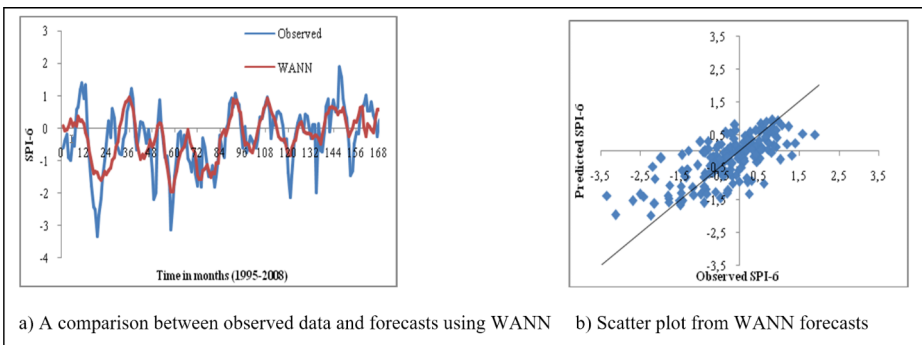 3
2
1
0
-1
-2
-3
-4
SPI-6
Observed
WANN
12 24 36 48 60 72 84 96 108 120 132 144 156 168
Time in months (1995-2008)
3,5
2,5
1,5
0,5
-0,5
-1,5
-2,5
-3,5
-3,5 -2,5 -1,5 -0,5 0,5 1,5 2,5 3,5
Predicted SPI-6
Observed SPI-6
a) A comparison between observed data and forecasts using WANN b) Scatter plot from WANN forecasts